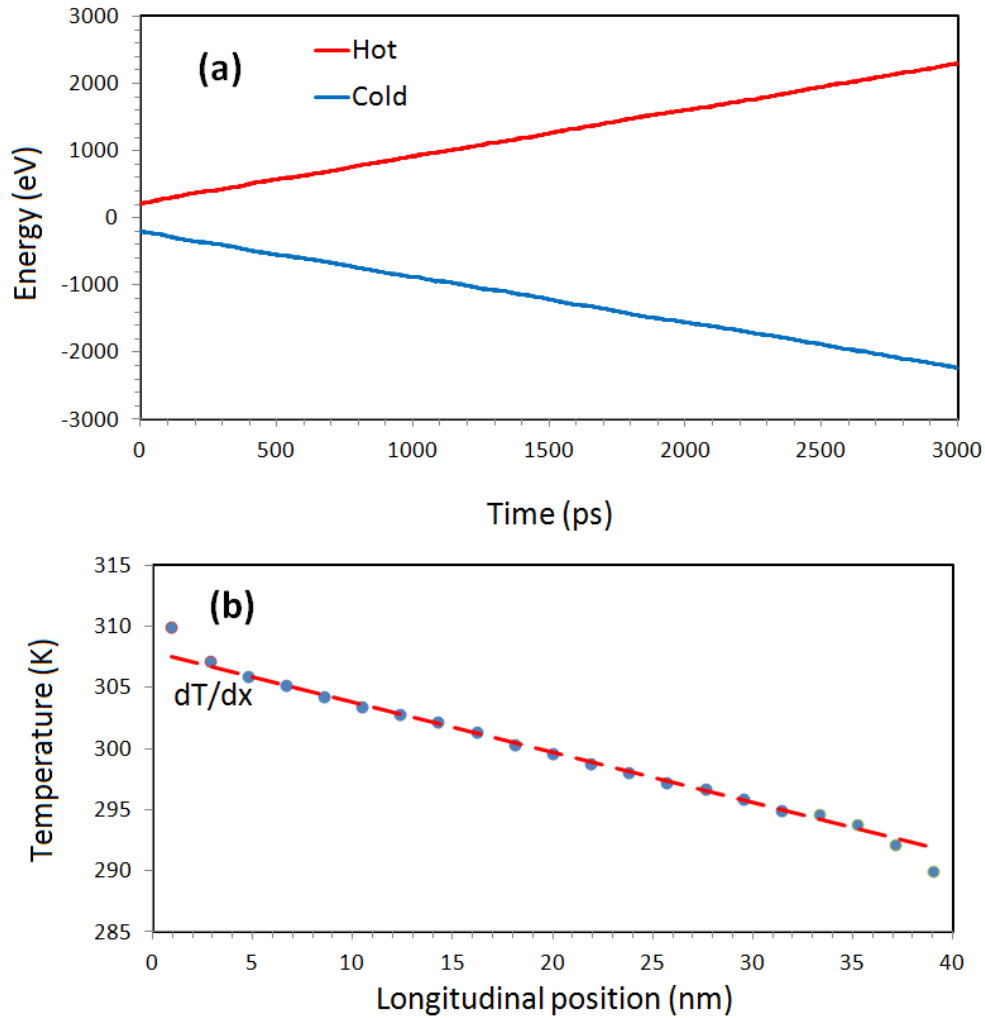 3000
(a)
Hot
2000
Cold
1000
0
-1000
-2000
-3000
Energy (eV)
0 500 1000 1500 2000 2500 3000
Time (ps)
315
(b)
310
305
dT/dx
300
295
290
285
Temperature (K)
0 5 10 15 20 25 30 35 40
Longitudinal position (nm)